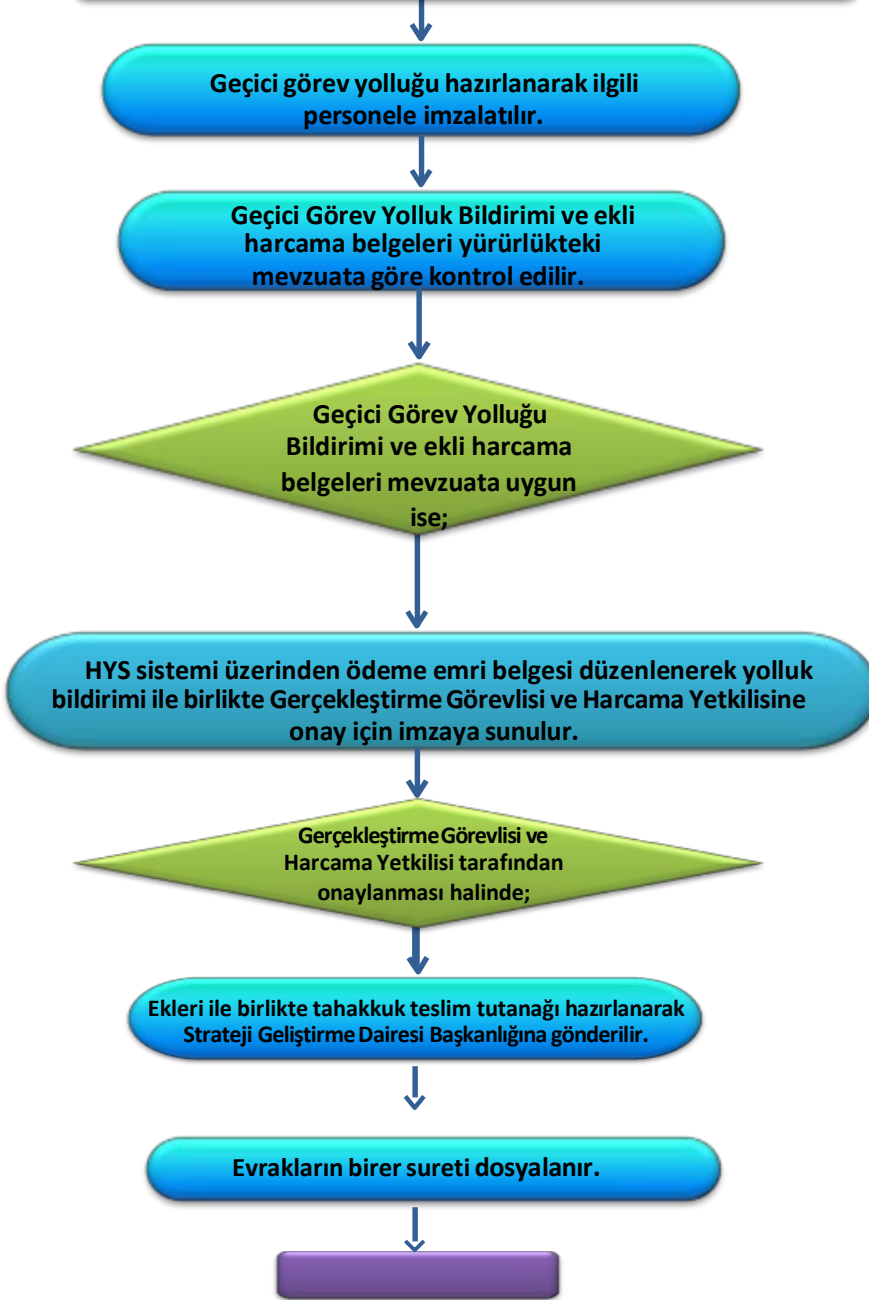 Geçici görev yolluğu hazırlanarak ilgili
personele imzalatılır.
Geçici Görev Yolluk Bildirimi ve ekli
harcama belgeleri yürürlükteki
mevzuata göre kontrol edilir.
Geçici Görev Yolluğu
Bildirimi ve ekli harcama
belgeleri mevzuata uygun
ise;
HYS sistemi üzerinden ödeme emri belgesi düzenlenerek yolluk
bildirimi ile birlikte Gerçekleştirme Görevlisi ve Harcama Yetkilisine
onay için imzaya sunulur.
Gerçekleştirme Görevlisi ve
Harcama Yetkilisi tarafından
onaylanması halinde;
Ekleri ile birlikte tahakkuk teslim tutanağı hazırlanarak
Strateji Geliştirme Dairesi Başkanlığına gönderilir.
Evrakların birer sureti dosyalanır.